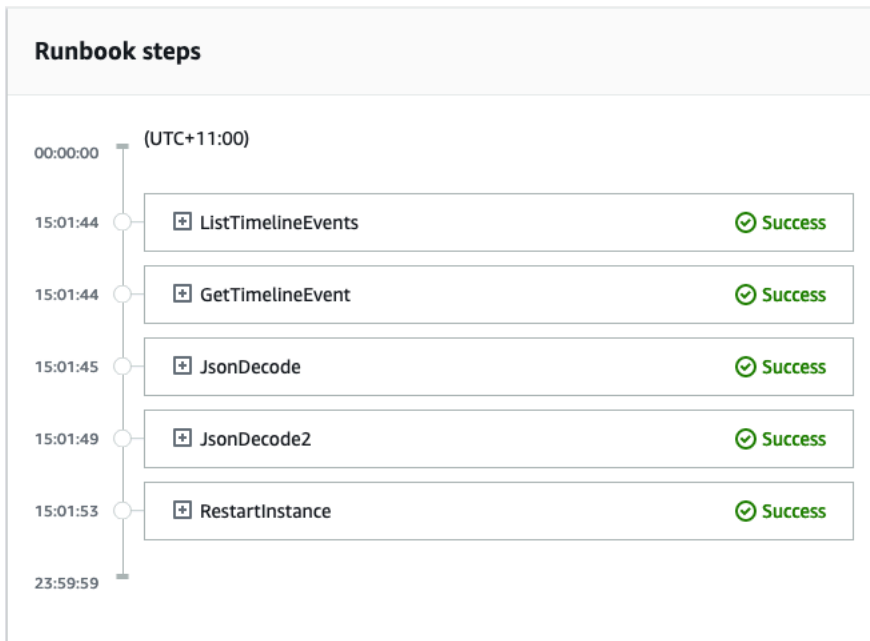 Runbook steps
(UTC+11:00)
00:00:00
15:01:44 ListTimelineEvents Success
15:01:44 GetTimelineEvent Success
15:01:45 JsonDecode Success
15:01:49 JsonDecode2 Success
15:01:53 RestartInstance Success
23:59:59